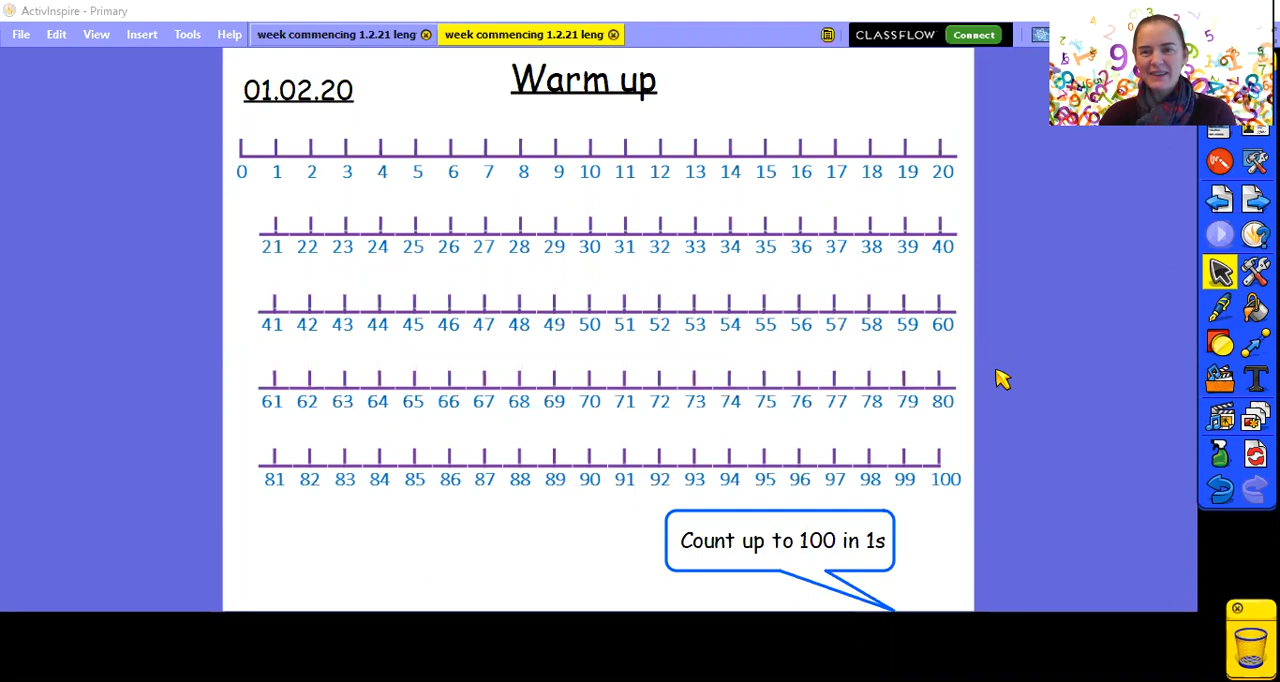 ActivInspire - Primary
File Edit View Insert Tools Help week commencing 1.2.21 leng week commencing 1.2.21 leng CLASSFLOW Connect
01.02.20
Warm up
0 1 2 3 4 5 6 7 8 9 10 11 12 13 14 15 16 17 18 19 20
21 22 23 24 25 26 27 28 29 30 31 32 33 34 35 36 37 38 39 40
41 42 43 44 45 46 47 48 49 50 51 52 53 54 55 56 57 58 59 60
61 62 63 64 65 66 67 68 69 70 71 72 73 74 75 76 77 78 79 80
81 82 83 84 85 86 87 88 89 90 91 92 93 94 95 96 97 98 99 100
Count up to 100 in 1s